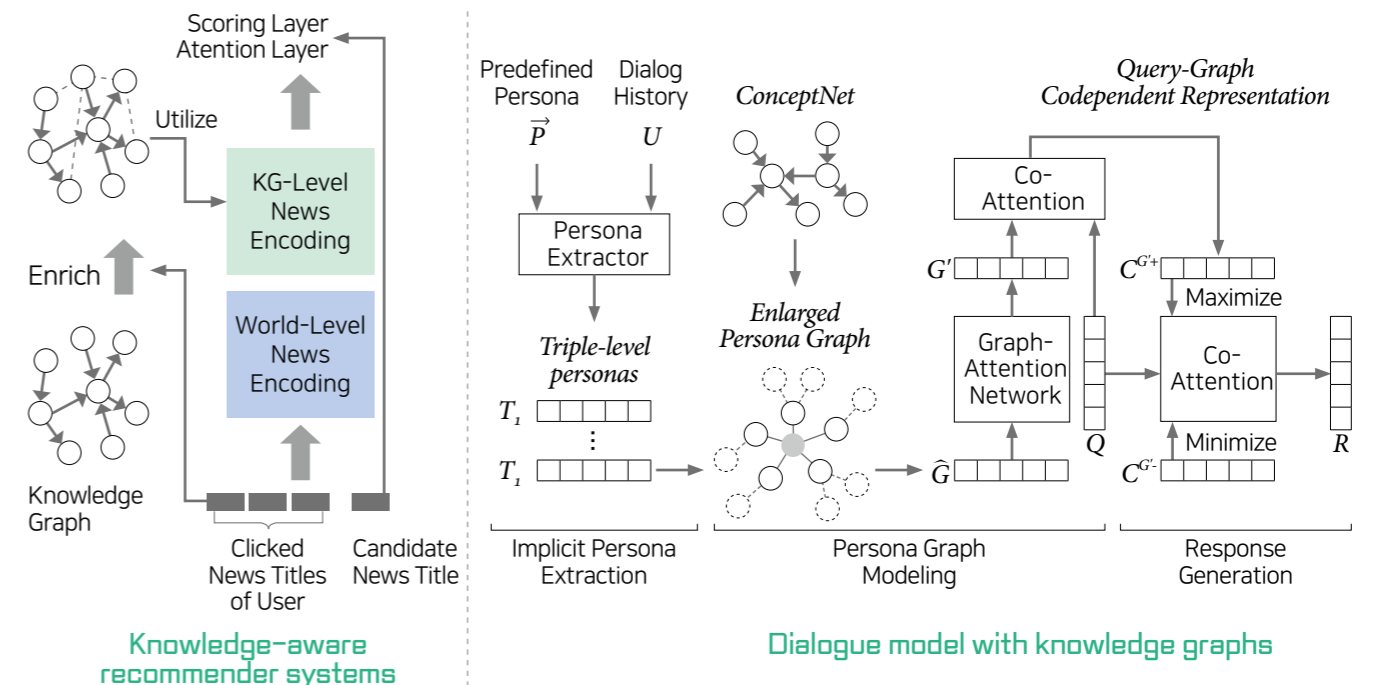 Scoring Layer
Atention Layer
Utilize
KG-Level
News
Encoding
Enrich
World-Level
News
Encoding
Knowledge
Graph
Clicked
News Titles
of User
Candidate
News Title
Knowledge-aware
recommender systems
Predefined
Persona
P⃗
Dialog
History
U
Persona
Extractor
Triple-level
personas
T₁
⋮
T₁
Implicit Persona
Extraction
ConceptNet
Enlarged
Persona Graph
Query-Graph
Codependent Representation
Co-
Attention
G′
Graph-
Attention
Network
Ĝ
Q
Persona Graph
Modeling
C^G′+
Maximize
Co-
Attention
Minimize
C^G′-
R
Response
Generation
Dialogue model with knowledge graphs